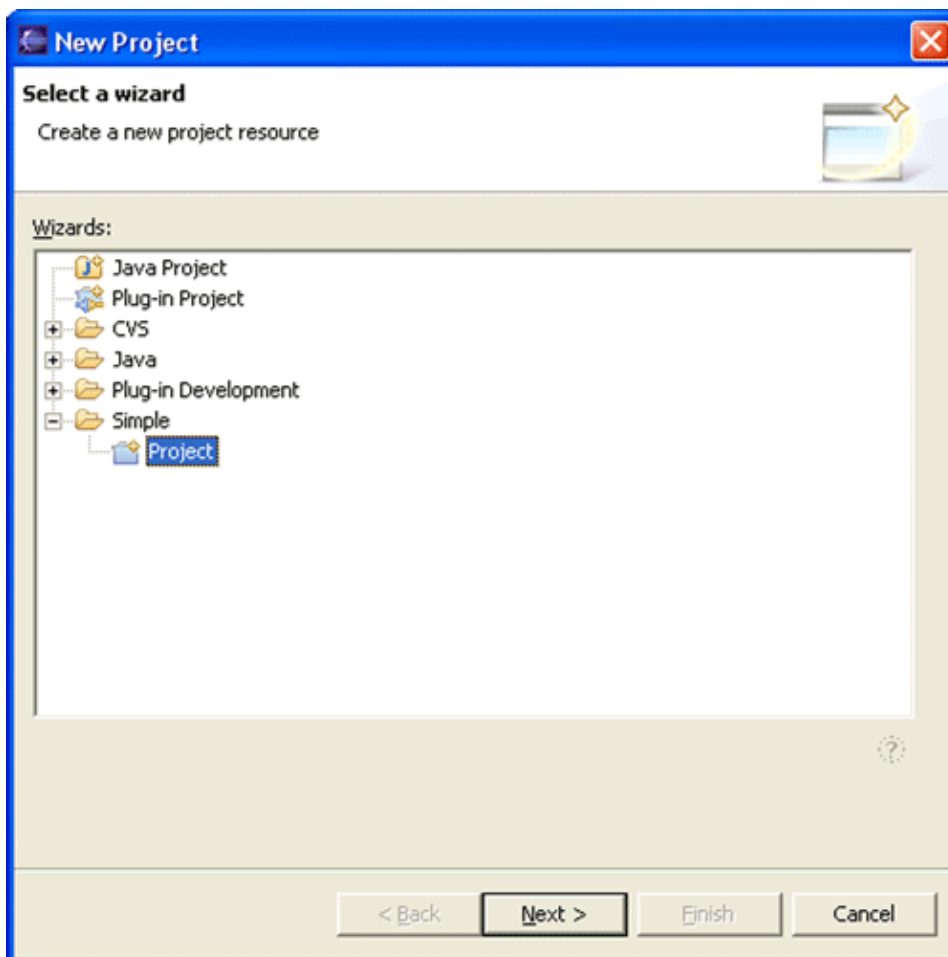 New Project
Select a wizard
Create a new project resource
Wizards:
Java Project
Plug-in Project
CVS
Java
Plug-in Development
Simple
Project
?
< Back Next > Finish Cancel